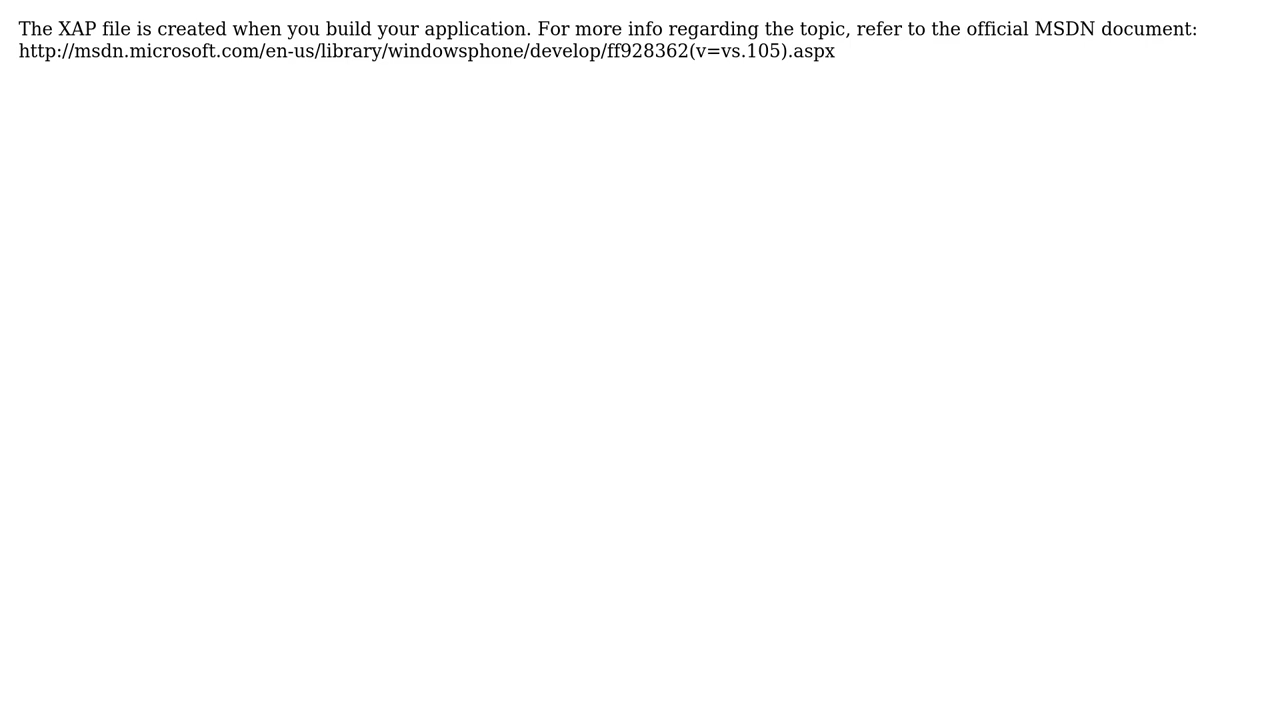 The XAP file is created when you build your application. For more info regarding the topic, refer to the official MSDN document:
http://msdn.microsoft.com/en-us/library/windowsphone/develop/ff928362(v=vs.105).aspx